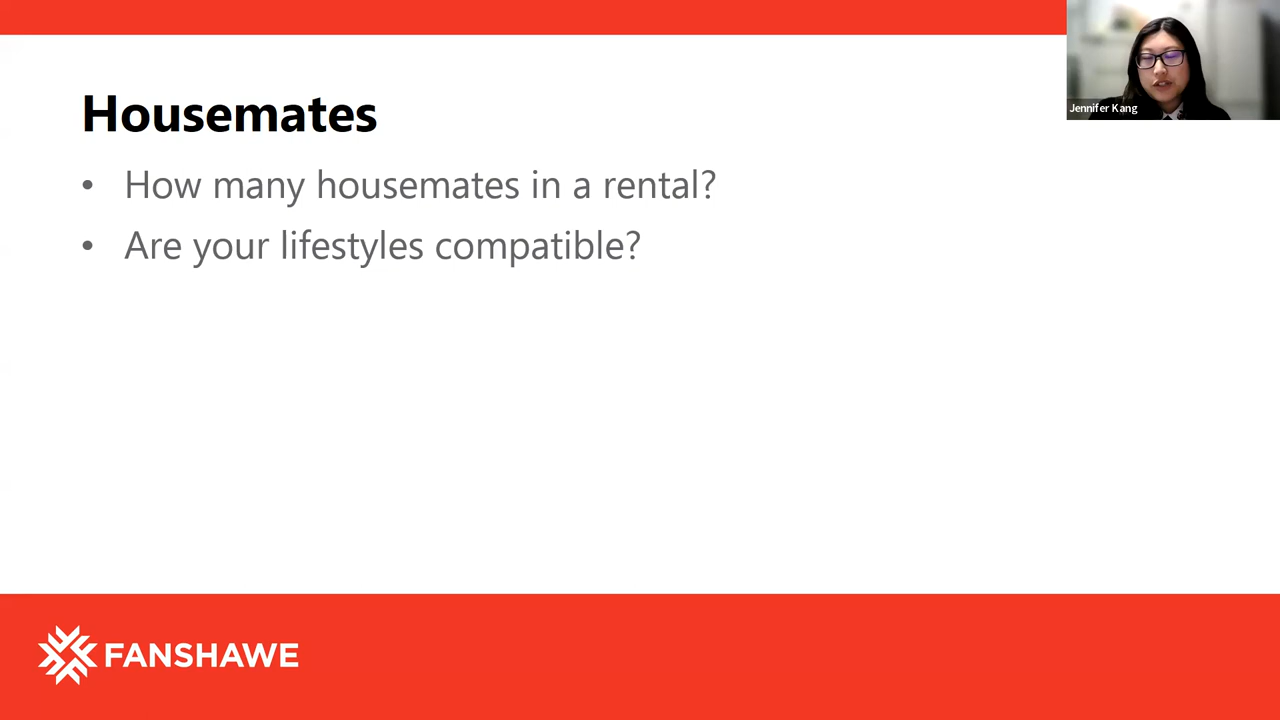 Housemates
• How many housemates in a rental?
• Are your lifestyles compatible?
Jennifer Kang
FANSHAWE